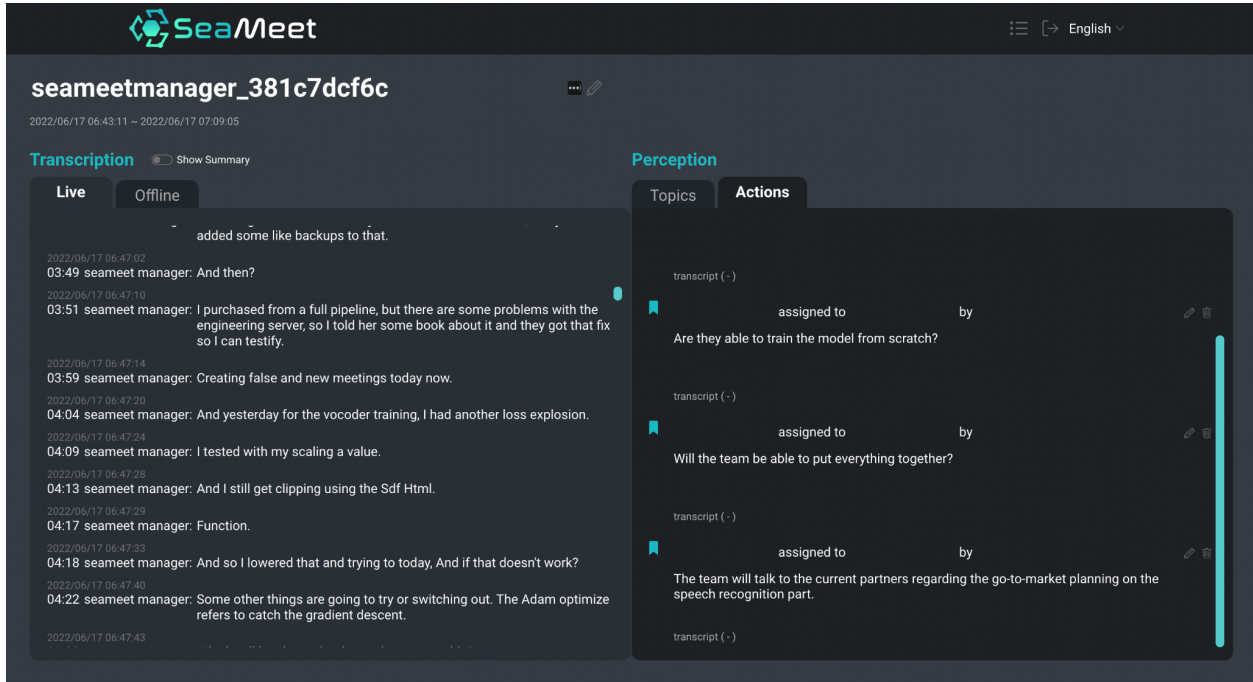 SeaMeet
English
seameetmanager_381c7dcf6c
2022/06/17 06:43:11 ~ 2022/06/17 07:09:05
Transcription
Show Summary
Live
Offline
added some like backups to that.
2022/06/17 06:47:02
03:49 seameet manager: And then?
2022/06/17 06:47:10
03:51 seameet manager: I purchased from a full pipeline, but there are some problems with the
engineering server, so I told her some book about it and they got that fix
so I can testify.
2022/06/17 06:47:14
03:59 seameet manager: Creating false and new meetings today now.
2022/06/17 06:47:20
04:04 seameet manager: And yesterday for the vocoder training, I had another loss explosion.
2022/06/17 06:47:24
04:09 seameet manager: I tested with my scaling a value.
2022/06/17 06:47:28
04:13 seameet manager: And I still get clipping using the Sdf Html.
2022/06/17 06:47:29
04:17 seameet manager: Function.
2022/06/17 06:47:33
04:18 seameet manager: And so I lowered that and trying to today, And if that doesn't work?
2022/06/17 06:47:40
04:22 seameet manager: Some other things are going to try or switching out. The Adam optimize
refers to catch the gradient descent.
2022/06/17 06:47:43
Perception
Topics
Actions
transcript ( - )
assigned to by
Are they able to train the model from scratch?
transcript ( - )
assigned to by
Will the team be able to put everything together?
transcript ( - )
assigned to by
The team will talk to the current partners regarding the go-to-market planning on the
speech recognition part.
transcript ( - )